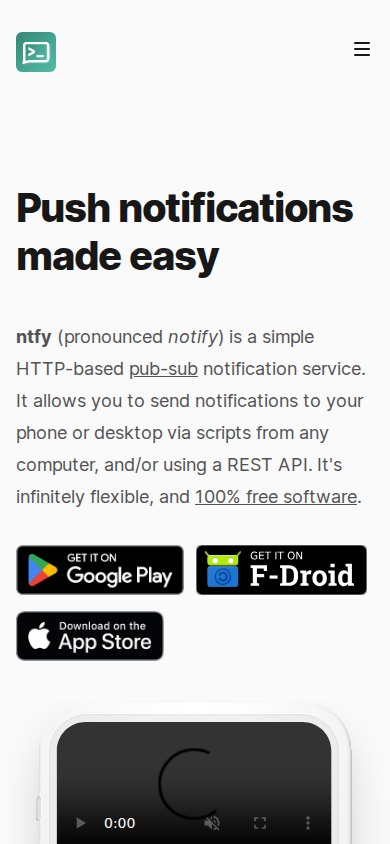 Push notifications
made easy
ntfy (pronounced notify) is a simple
HTTP-based pub-sub notification service.
It allows you to send notifications to your
phone or desktop via scripts from any
computer, and/or using a REST API. It's
infinitely flexible, and 100% free software.
GET IT ON
Google Play
GET IT ON
F-Droid
Download on the
App Store
0:00